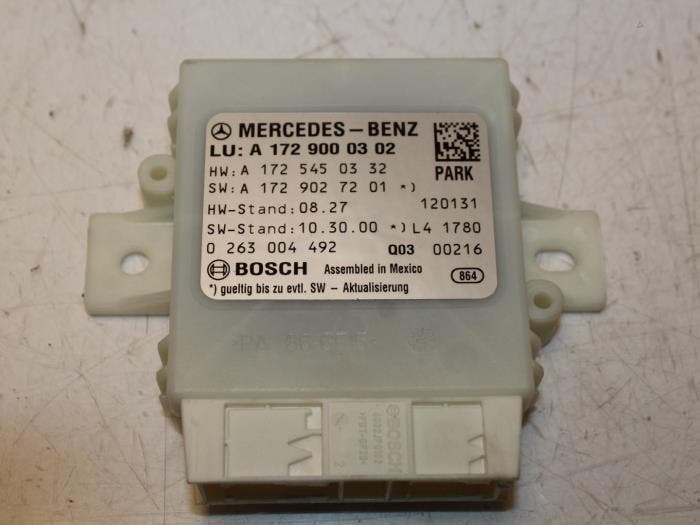 MERCEDES-BENZ
LU: A 172 900 03 02
PARK
HW: A 172 545 03 32
SW: A 172 902 72 01 *)
HW-Stand: 08.27 120131
SW-Stand: 10.30.00 *) L4 1780
0 263 004 492 Q03 00216
BOSCH Assembled in Mexico 864
*) gueltig bis zu evtl. SW - Aktualisierung
BOSCH